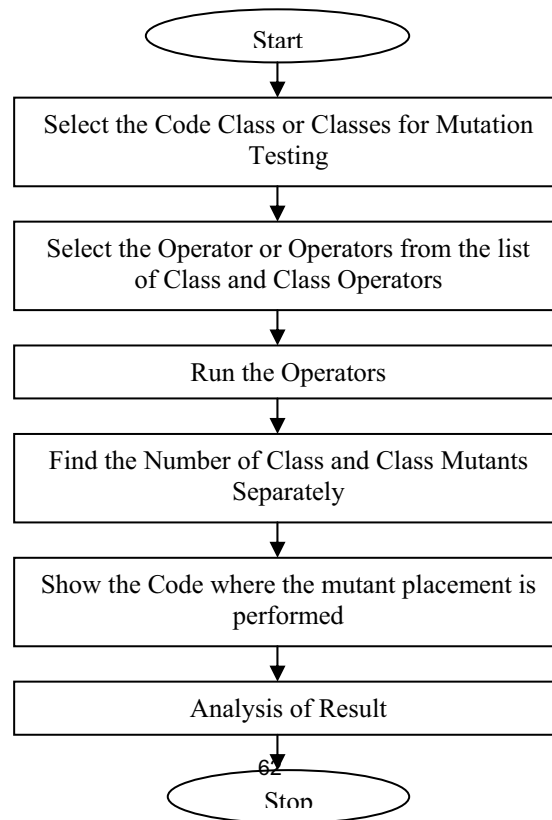 Start
Select the Code Class or Classes for Mutation
Testing
Select the Operator or Operators from the list
of Class and Class Operators
Run the Operators
Find the Number of Class and Class Mutants
Separately
Show the Code where the mutant placement is
performed
Analysis of Result
62
Stop